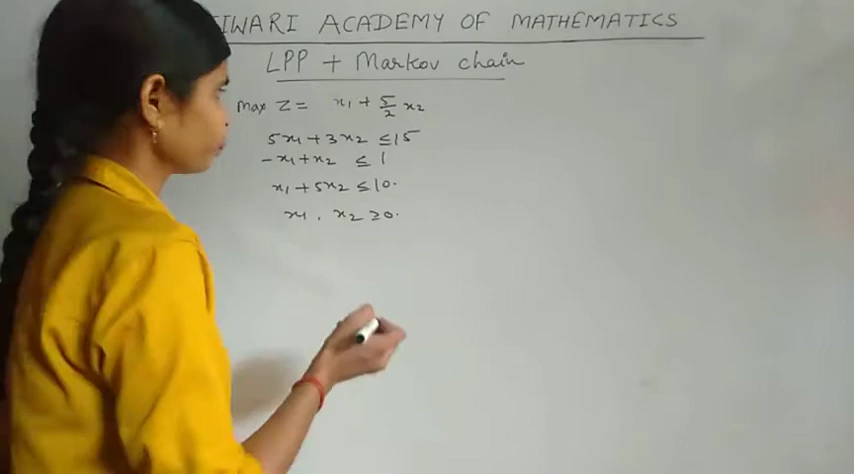 IWARI ACADEMY OF MATHEMATICS
LPP + Markov chain
Max Z = x1 + 5/2 x2
5x1 + 3x2 ≤ 15
-x1 + x2 ≤ 1
x1 + 5x2 ≤ 10.
x1, x2 ≥ 0.